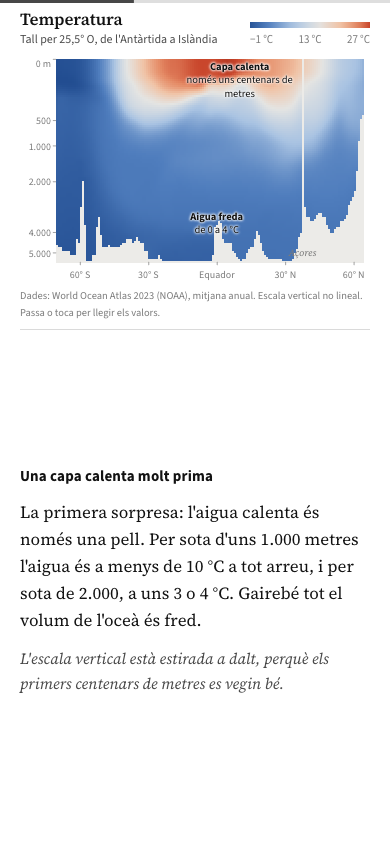 Temperatura
Tall per 25,5° O, de l'Antàrtida a Islàndia
−1 °C 13 °C 27 °C
0 m
Capa calenta
només uns centenars de
metres
500
1.000
2.000
Aigua freda
de 0 a 4 °C
4.000
5.000
60° S 30° S Equador 30° N 60° N
Dades: World Ocean Atlas 2023 (NOAA), mitjana anual. Escala vertical no lineal.
Passa o toca per llegir els valors.
Una capa calenta molt prima
La primera sorpresa: l'aigua calenta és
només una pell. Per sota d'uns 1.000 metres
l'aigua és a menys de 10 °C a tot arreu, i per
sota de 2.000, a uns 3 o 4 °C. Gairebé tot el
volum de l'oceà és fred.
L'escala vertical està estirada a dalt, perquè els
primers centenars de metres es vegin bé.